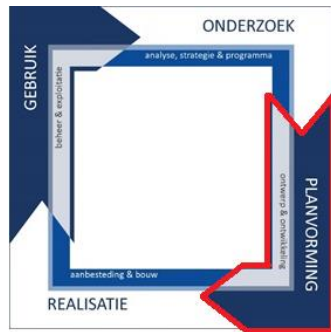 ONDERZOEK
analyse, strategie & programma
GEBRUIK
beheer & exploitatie
ontwerp & ontwikkeling
PLANVORMING
aanbesteding & bouw
REALISATIE